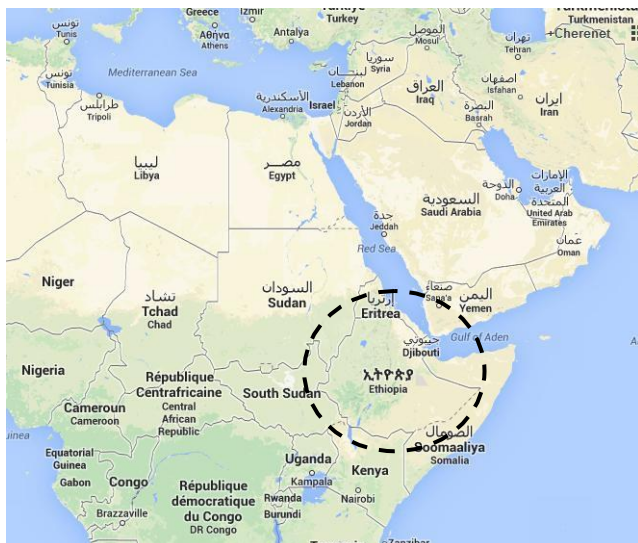 Greece
Ελλάδα
Αθήνα
Athens
İzmir
Turkey
Antalya
تونس
Tunis
تونس
Tunisia
Mediterranean Sea
طرابلس
Tripoli
ليبيا
Libya
الأسكندرية
Alexandria
Israel
لبنان
Lebanon
سوريا
Syria
الأردن
Jordan
الموصل
Mosul
العراق
Iraq
البصرة
Basrah
Turkmenistan
+Cherenet
تهران
Tehran
اصفهان
Isfahan
ایران
Iran
مصر
Egypt
السعودية
Saudi Arabia
جدة
Jeddah
Red Sea
الدوحة
Doha
الإمارات
العربية
المتحدة
United Arab
Emirates
عمان
Oman
Niger
تشاد
Tchad
Chad
السودان
Sudan
إرتريا
Eritrea
صنعاء
Sana'a
اليمن
Yemen
Gulf of Aden
جيبوتي
Djibouti
ኢትዮጵያ
Ethiopia
Nigeria
Cameroun
Cameroon
République
Centrafricaine
Central
African
Republic
South Sudan
الصومال
Soomaaliya
Somalia
Equatorial
Guinea
Gabon
Congo
Brazzaville
République
démocratique
du Congo
DR Congo
Uganda
Kampala
Rwanda
Burundi
Kenya
Nairobi
Zanzibar